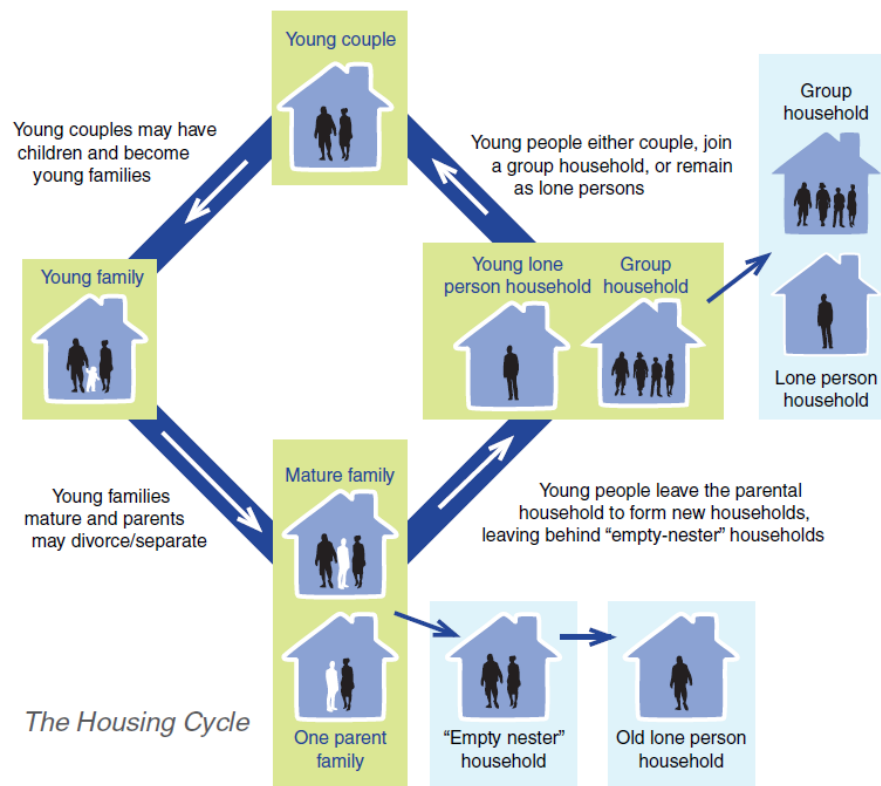 Young couple
Young couples may have
children and become
young families
Young people either couple, join
a group household, or remain
as lone persons
Group
household
Young family
Young lone
person household
Group
household
Lone person
household
Mature family
Young families
mature and parents
may divorce/separate
Young people leave the parental
household to form new households,
leaving behind “empty-nester” households
The Housing Cycle
One parent
family
“Empty nester”
household
Old lone person
household